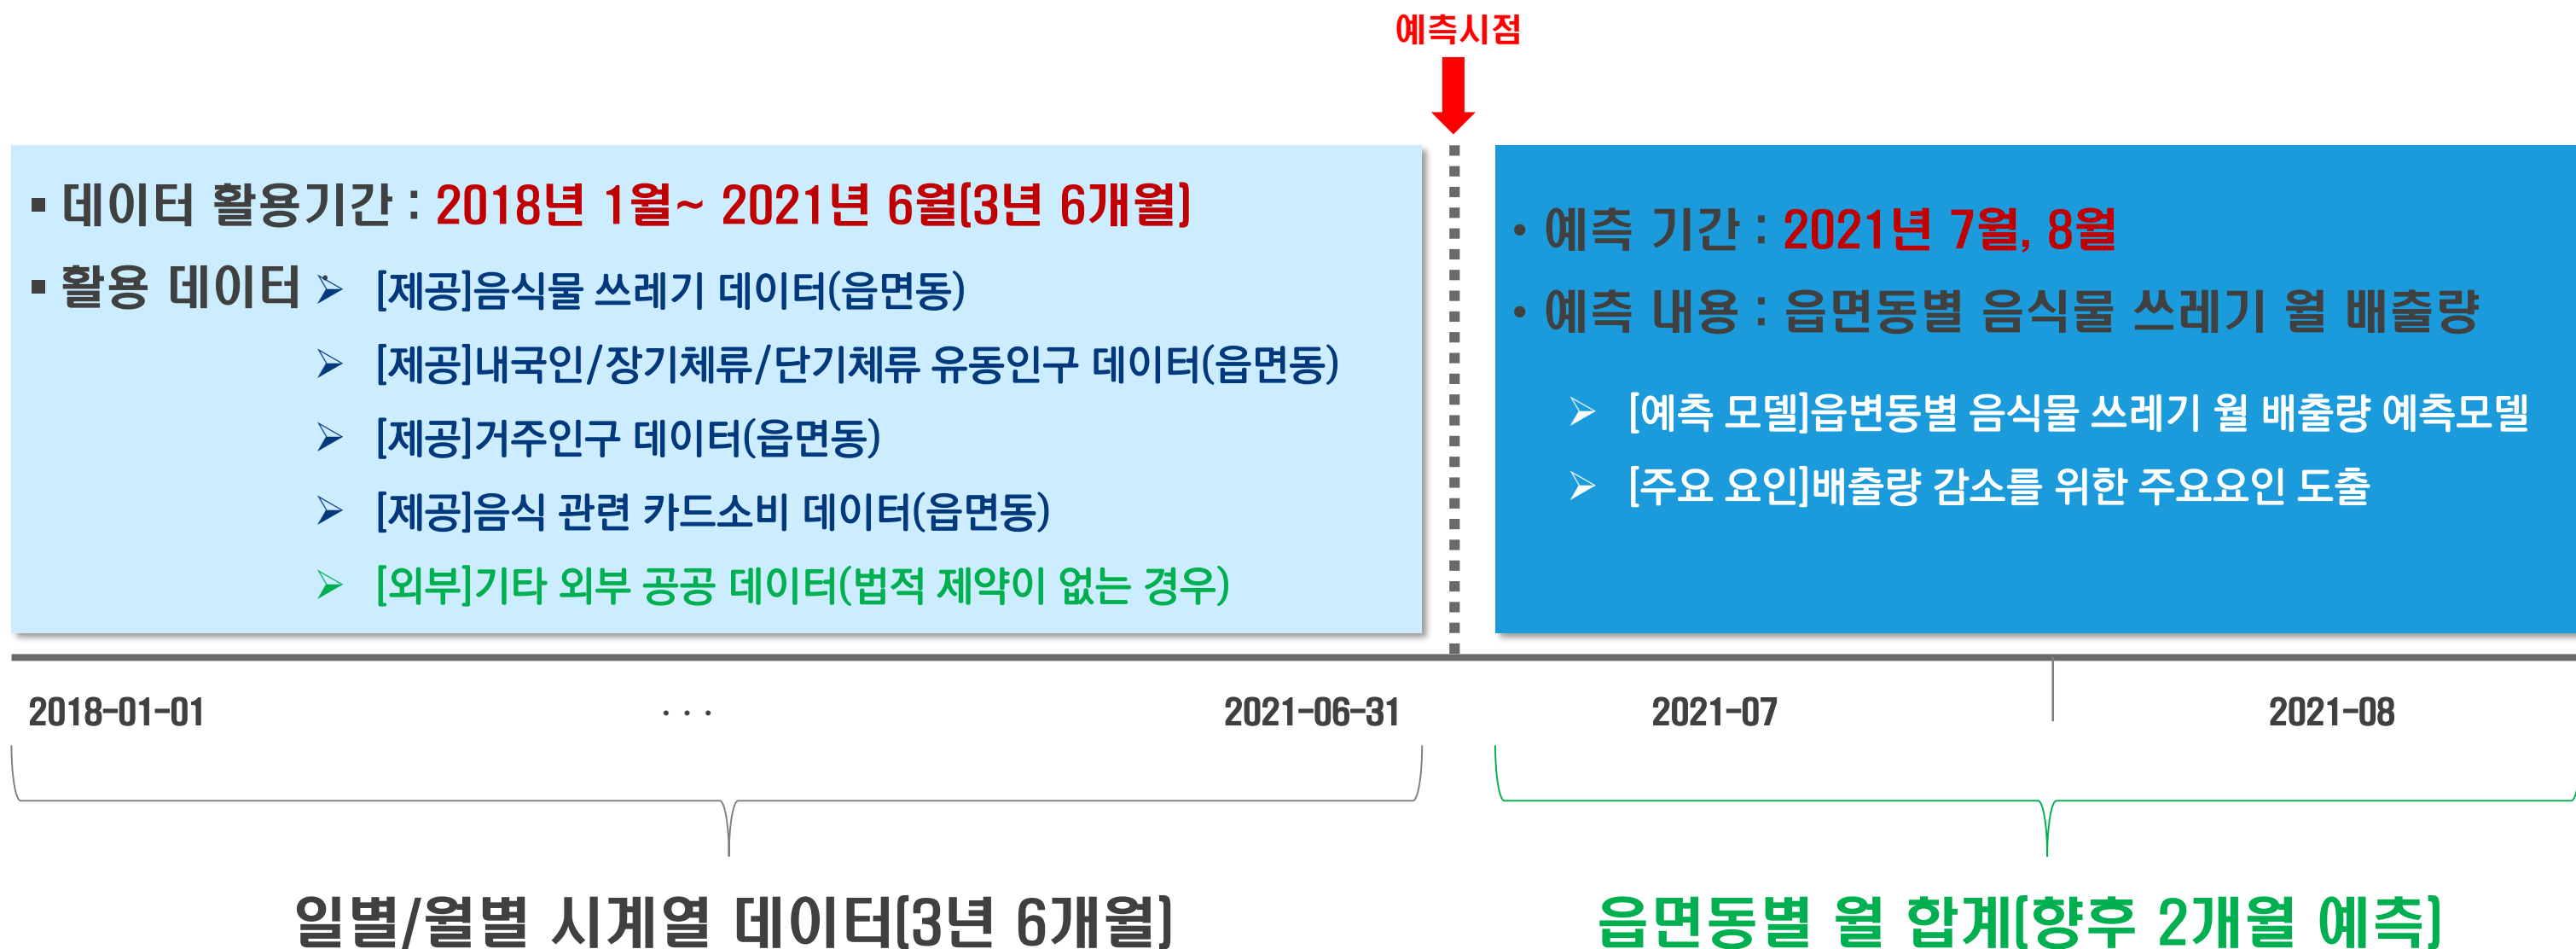 예측시점
▪ 데이터 활용기간 : 2018년 1월~ 2021년 6월(3년 6개월)
▪ 활용 데이터 :
➢ [제공]음식물 쓰레기 데이터(읍면동)
➢ [제공]내국인/장기체류/단기체류 유동인구 데이터(읍면동)
➢ [제공]거주인구 데이터(읍면동)
➢ [제공]음식 관련 카드소비 데이터(읍면동)
➢ [외부]기타 외부 공공 데이터(법적 제약이 없는 경우)
• 예측 기간 : 2021년 7월, 8월
• 예측 내용 : 읍면동별 음식물 쓰레기 월 배출량
➢ [예측 모델]읍변동별 음식물 쓰레기 월 배출량 예측모델
➢ [주요 요인]배출량 감소를 위한 주요요인 도출
2018-01-01 ... 2021-06-31 2021-07 2021-08
일별/월별 시계열 데이터(3년 6개월)
읍면동별 월 합계(향후 2개월 예측)